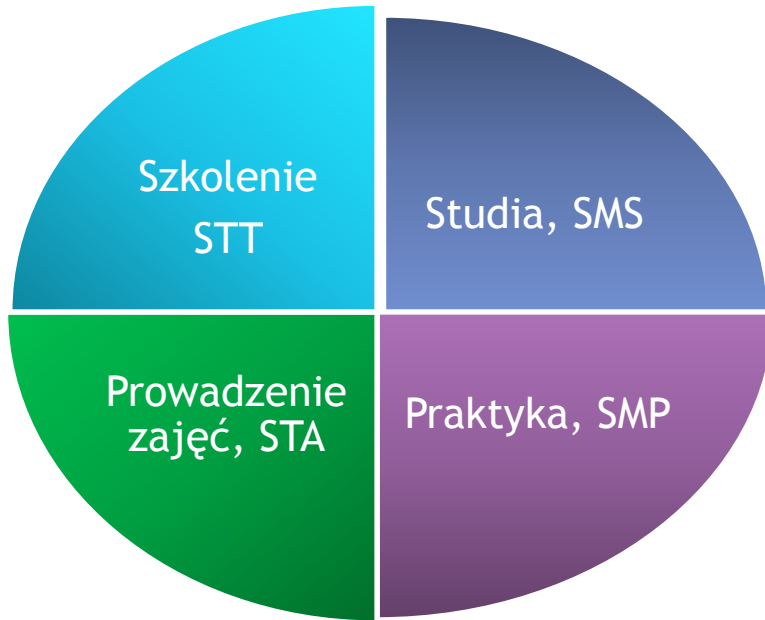 Szkolenie
STT
Studia, SMS
Prowadzenie
zajęć, STA
Praktyka, SMP